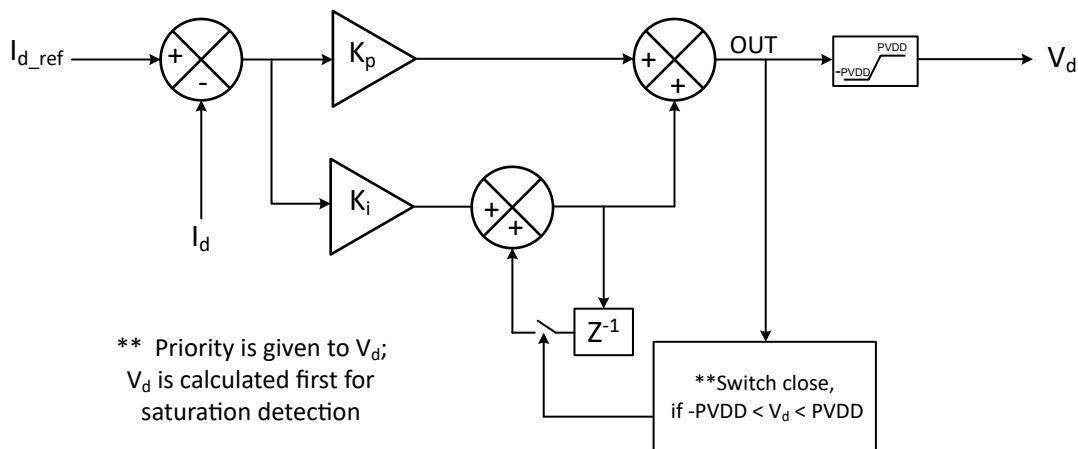 I_d_ref
+
-
I_d
K_p
+
+
OUT
PVDD
-PVDD
V_d
K_i
+
+
Z^-1
** Priority is given to V_d;
V_d is calculated first for
saturation detection
**Switch close,
if -PVDD < V_d < PVDD